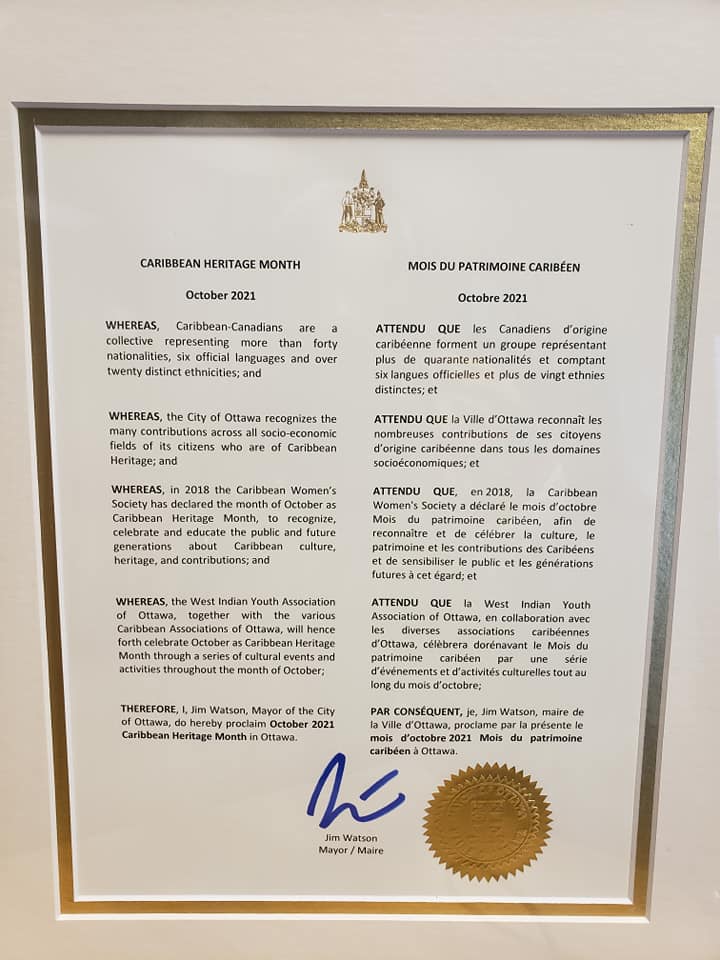 CARIBBEAN HERITAGE MONTH
October 2021
WHEREAS, Caribbean-Canadians are a
collective representing more than forty
nationalities, six official languages and over
twenty distinct ethnicities; and
WHEREAS, the City of Ottawa recognizes the
many contributions across all socio-economic
fields of its citizens who are of Caribbean
Heritage; and
WHEREAS, in 2018 the Caribbean Women's
Society has declared the month of October as
Caribbean Heritage Month, to recognize,
celebrate and educate the public and future
generations about Caribbean culture,
heritage, and contributions; and
WHEREAS, the West Indian Youth Association
of Ottawa, together with the various
Caribbean Associations of Ottawa, will hence
forth celebrate October as Caribbean Heritage
Month through a series of cultural events and
activities throughout the month of October;
THEREFORE, I, Jim Watson, Mayor of the City
of Ottawa, do hereby proclaim October 2021
Caribbean Heritage Month in Ottawa.
MOIS DU PATRIMOINE CARIBÉEN
Octobre 2021
ATTENDU QUE les Canadiens d'origine
caribéenne forment un groupe représentant
plus de quarante nationalités et comptant
six langues officielles et plus de vingt ethnies
distinctes; et
ATTENDU QUE la Ville d'Ottawa reconnaît les
nombreuses contributions de ses citoyens
d'origine caribéenne dans tous les domaines
socioéconomiques; et
ATTENDU QUE, en 2018, la Caribbean
Women's Society a déclaré le mois d'octobre
Mois du patrimoine caribéen, afin de
reconnaître et de célébrer la culture, le
patrimoine et les contributions des Caribéens
et de sensibiliser le public et les générations
futures à cet égard; et
ATTENDU QUE la West Indian Youth
Association of Ottawa, en collaboration avec
les diverses associations caribéennes
d'Ottawa, célèbrera dorénavant le Mois du
patrimoine caribéen par une série
d'événements et d'activités culturelles tout au
long du mois d'octobre;
PAR CONSÉQUENT, je, Jim Watson, maire de
la Ville d'Ottawa, proclame par la présente le
mois d'octobre 2021 Mois du patrimoine
caribéen à Ottawa.
Jim Watson
Mayor / Maire